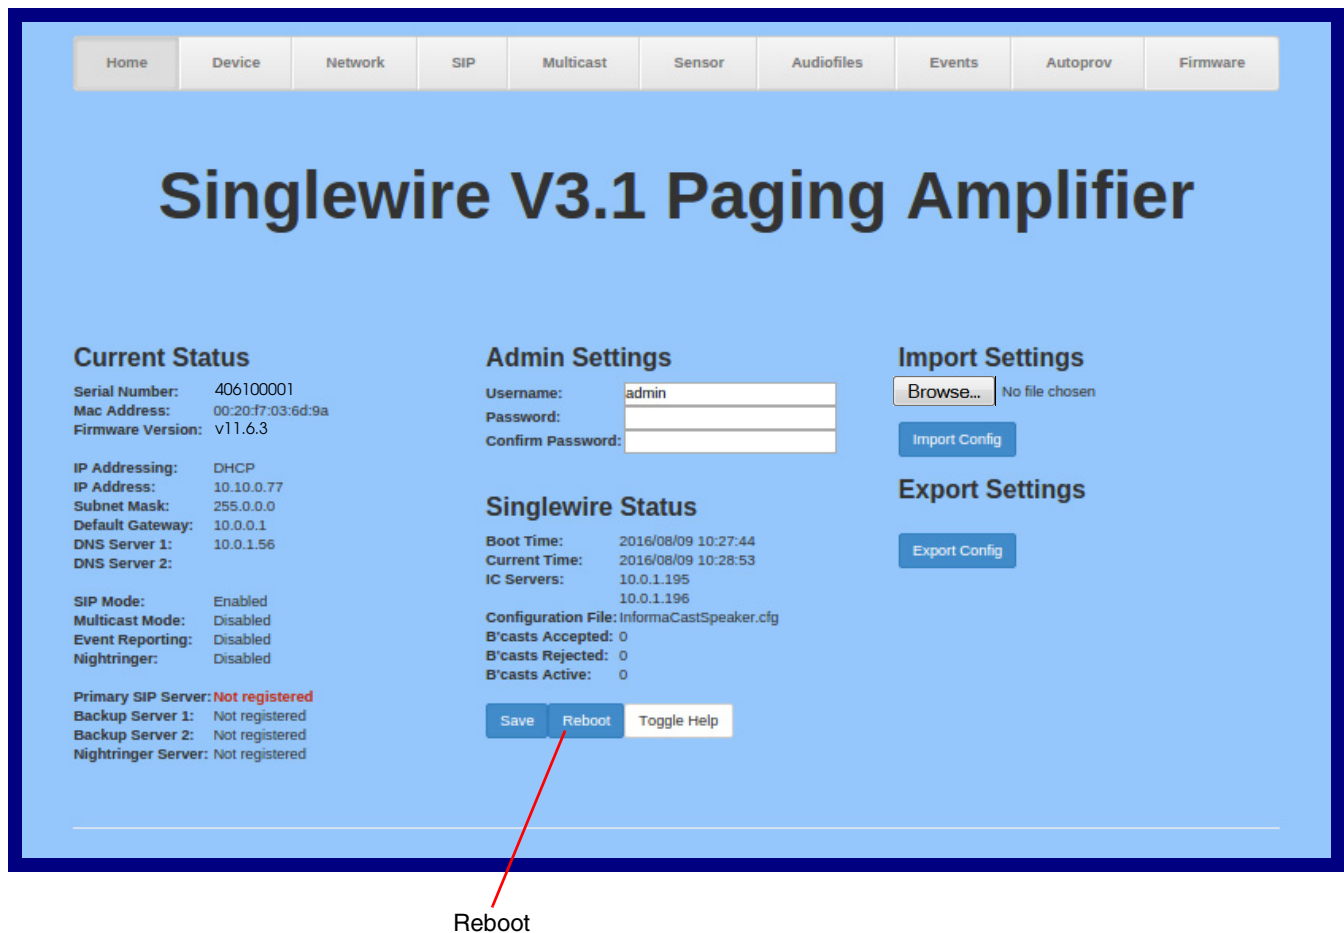 Home Device Network SIP Multicast Sensor Audiofiles Events Autoprov Firmware
Singlewire V3.1 Paging Amplifier
Current Status
Serial Number: 406100001
Mac Address: 00:20:f7:03:6d:9a
Firmware Version: v11.6.3
IP Addressing: DHCP
IP Address: 10.10.0.77
Subnet Mask: 255.0.0.0
Default Gateway: 10.0.0.1
DNS Server 1: 10.0.1.56
DNS Server 2:
SIP Mode: Enabled
Multicast Mode: Disabled
Event Reporting: Disabled
Nightringer: Disabled
Primary SIP Server: Not registered
Backup Server 1: Not registered
Backup Server 2: Not registered
Nightringer Server: Not registered
Admin Settings
Username: admin
Password:
Confirm Password:
Singlewire Status
Boot Time: 2016/08/09 10:27:44
Current Time: 2016/08/09 10:28:53
IC Servers: 10.0.1.195
10.0.1.196
Configuration File: InformaCastSpeaker.cfg
B'casts Accepted: 0
B'casts Rejected: 0
B'casts Active: 0
Save Reboot Toggle Help
Import Settings
Browse... No file chosen
Import Config
Export Settings
Export Config
Reboot